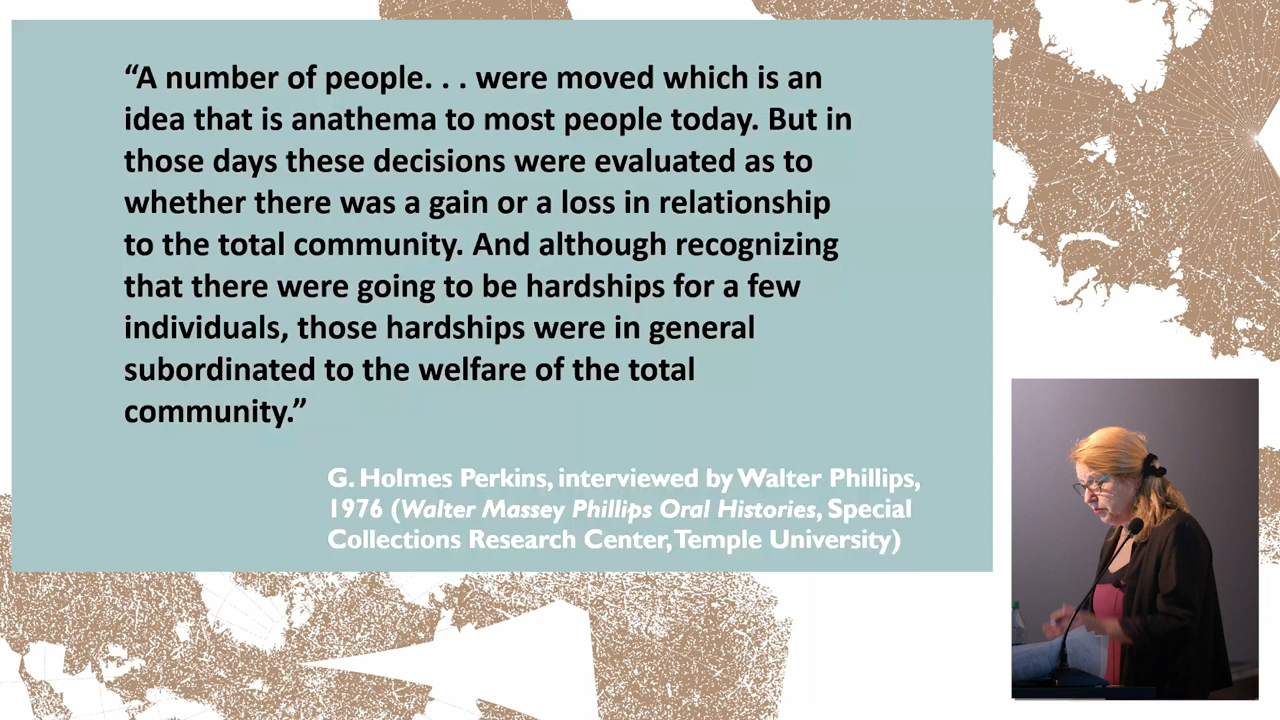 “A number of people. . . were moved which is an
idea that is anathema to most people today. But in
those days these decisions were evaluated as to
whether there was a gain or a loss in relationship
to the total community. And although recognizing
that there were going to be hardships for a few
individuals, those hardships were in general
subordinated to the welfare of the total
community.”
G. Holmes Perkins, interviewed by Walter Phillips,
1976 (Walter Massey Phillips Oral Histories, Special
Collections Research Center, Temple University)